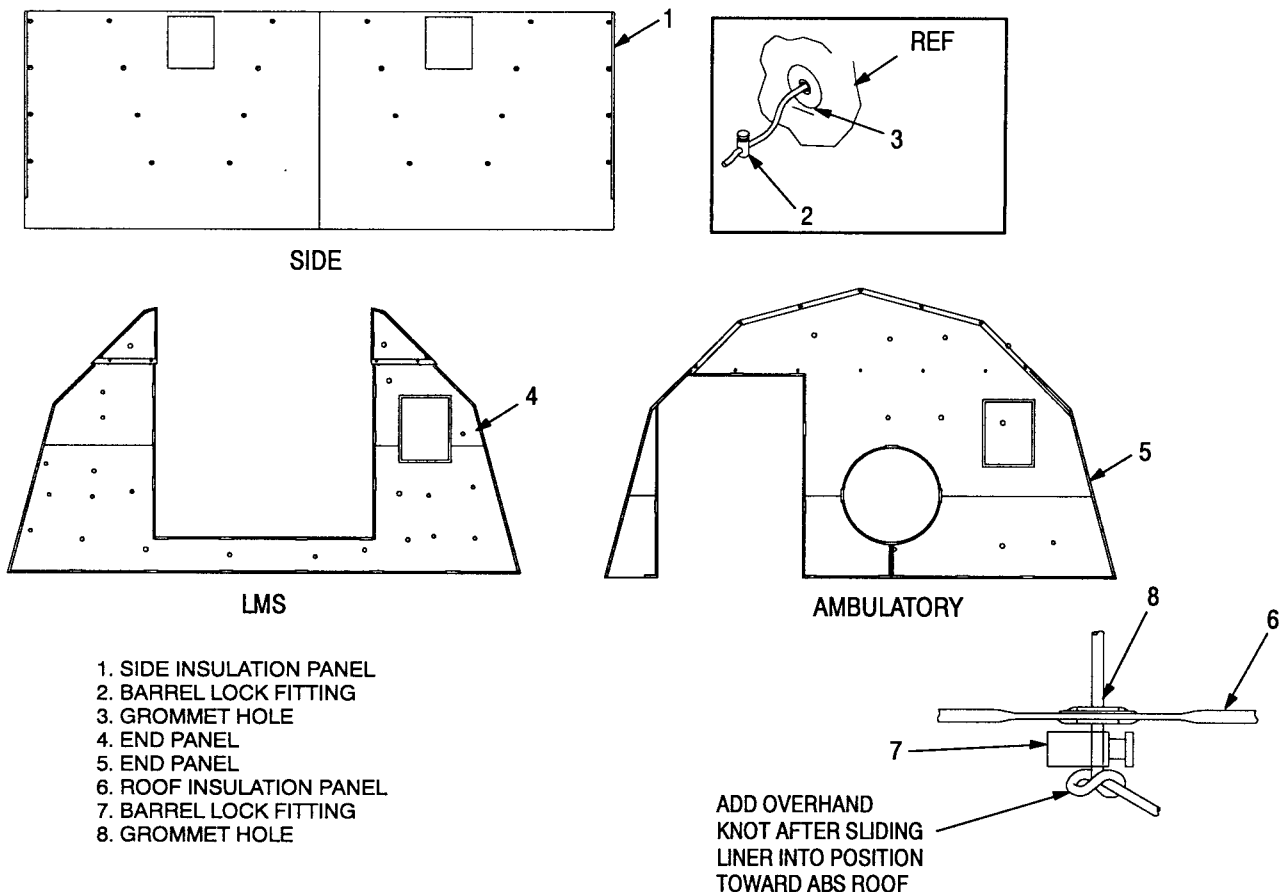 1
REF
3
2
SIDE
4
5
LMS
AMBULATORY
8
6
7
1. SIDE INSULATION PANEL
2. BARREL LOCK FITTING
3. GROMMET HOLE
4. END PANEL
5. END PANEL
6. ROOF INSULATION PANEL
7. BARREL LOCK FITTING
8. GROMMET HOLE
ADD OVERHAND
KNOT AFTER SLIDING
LINER INTO POSITION
TOWARD ABS ROOF